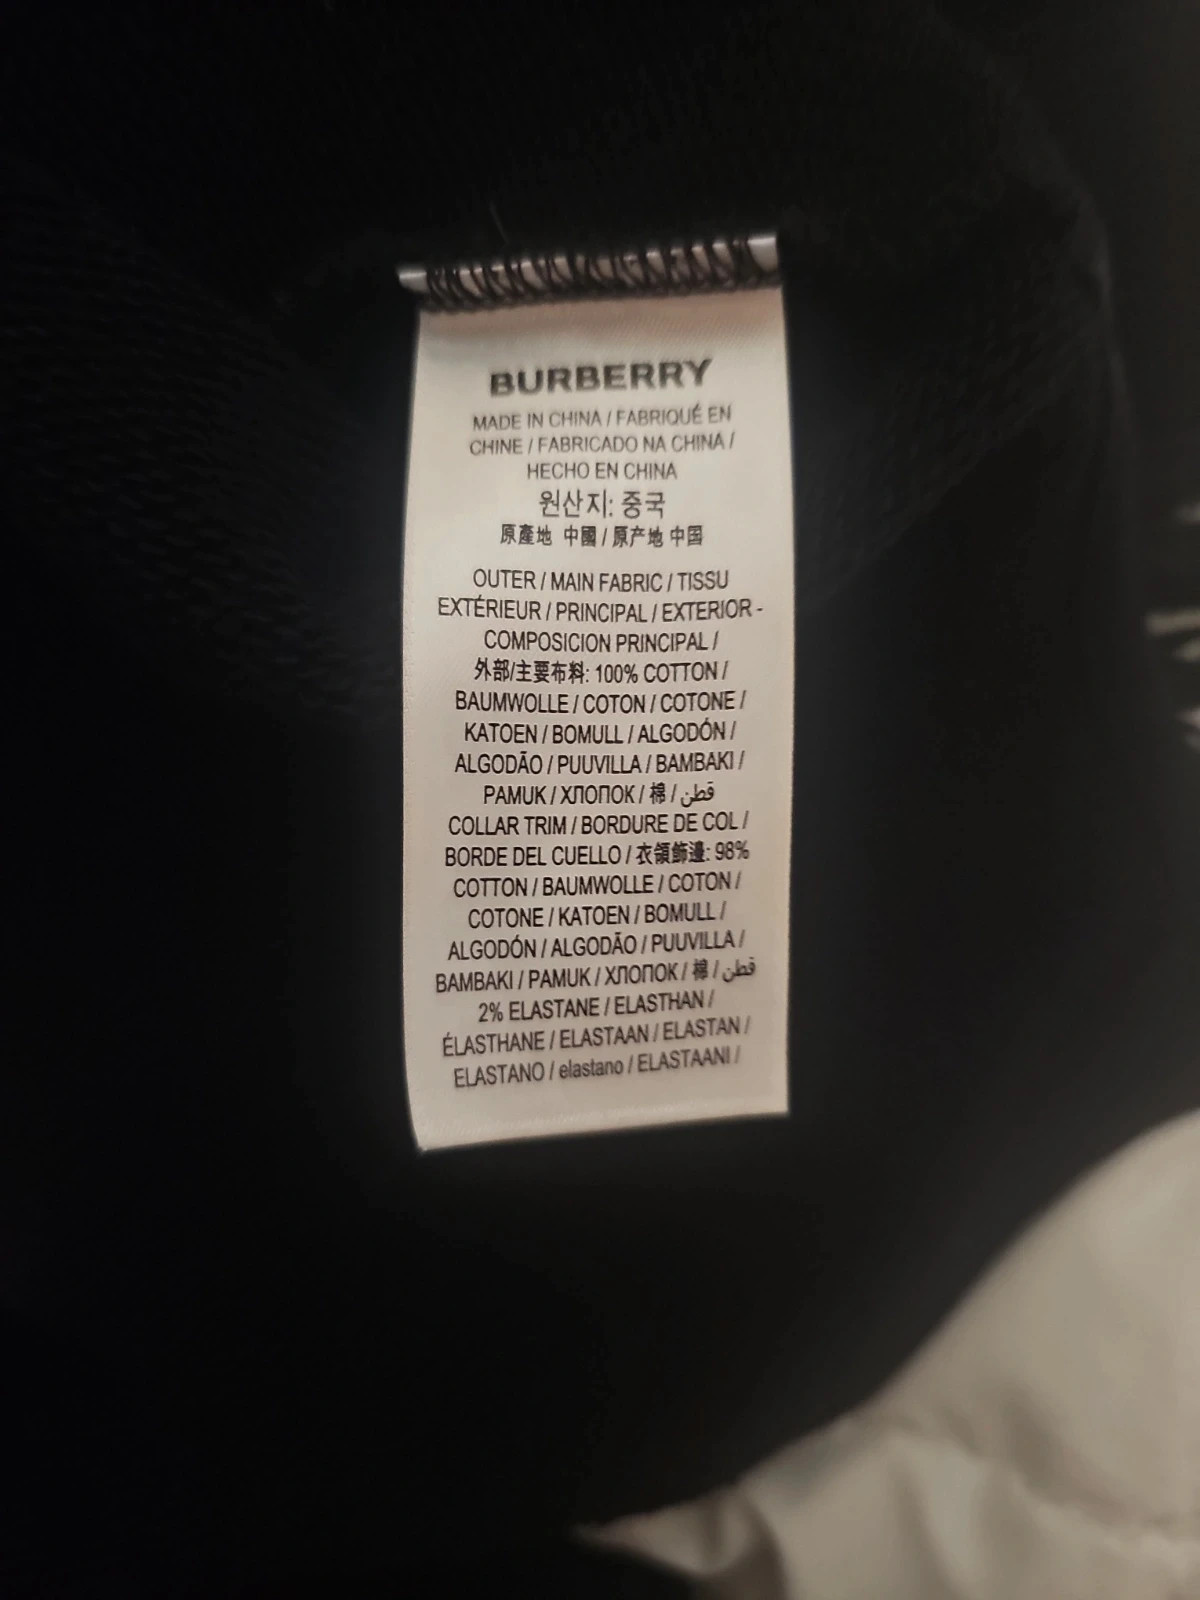 BURBERRY
MADE IN CHINA / FABRIQUÉ EN
CHINE / FABRICADO NA CHINA /
HECHO EN CHINA
원산지: 중국
原產地 中國 / 原产地 中国
OUTER / MAIN FABRIC / TISSU
EXTÉRIEUR / PRINCIPAL / EXTERIOR -
COMPOSICION PRINCIPAL /
外部/主要布料: 100% COTTON /
BAUMWOLLE / COTON / COTONE /
KATOEN / BOMULL / ALGODÓN /
ALGODÃO / PUUVILLA / BAMBAKI /
PAMUK / ХЛОПОК / 棉 / قطن
COLLAR TRIM / BORDURE DE COL /
BORDE DEL CUELLO / 衣領飾邊: 98%
COTTON / BAUMWOLLE / COTON /
COTONE / KATOEN / BOMULL /
ALGODÓN / ALGODÃO / PUUVILLA /
BAMBAKI / PAMUK / ХЛОПОК / 棉 / قطن
2% ELASTANE / ELASTHAN /
ÉLASTHANE / ELASTAAN / ELASTAN /
ELASTANO / elastano / ELASTAANI /